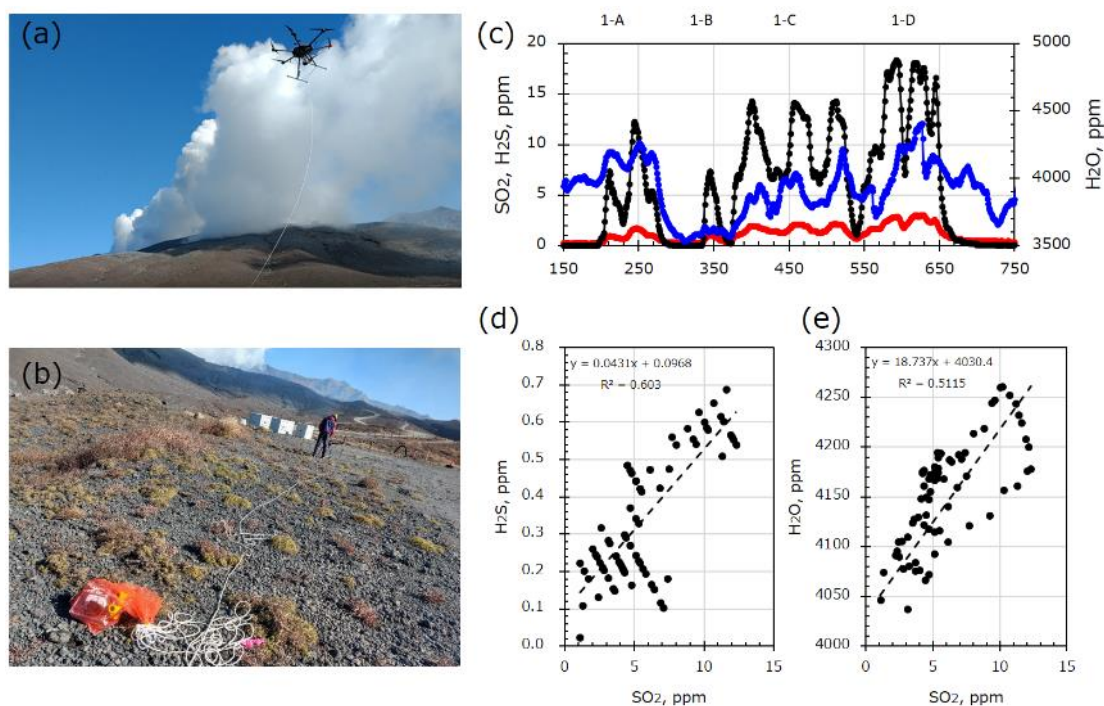 (a)
(b)
1-A 1-B 1-C 1-D
(c)
20
15
10
5
0
SO2, H2S, ppm
5000
4500
4000
3500
H2O, ppm
150 250 350 450 550 650 750
(d)
0.8
0.7
0.6
0.5
0.4
0.3
0.2
0.1
0.0
H2S, ppm
y = 0.0431x + 0.0968
R² = 0.603
0 5 10 15
SO2, ppm
(e)
4300
4250
4200
4150
4100
4050
4000
H2O, ppm
y = 18.737x + 4030.4
R² = 0.5115
0 5 10 15
SO2, ppm